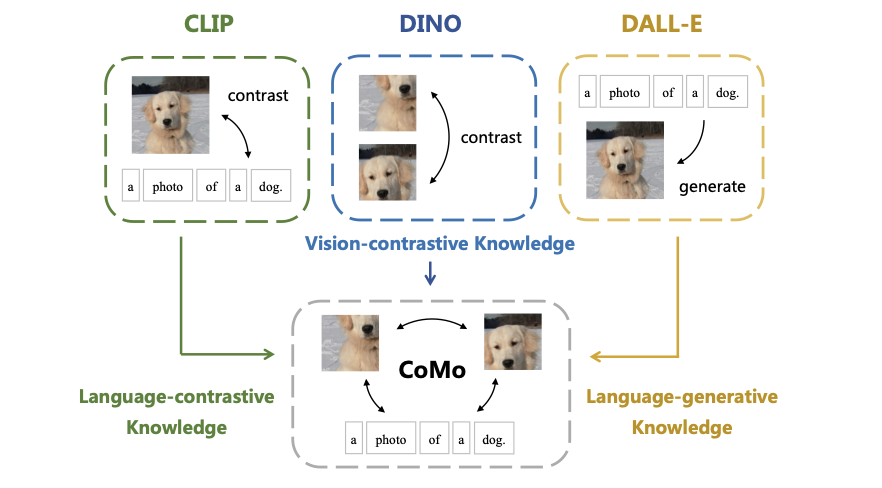 CLIP
DINO
DALL-E
contrast
a photo of a dog.
contrast
a photo of a dog.
generate
Vision-contrastive Knowledge
CoMo
a photo of a dog.
Language-contrastive
Knowledge
Language-generative
Knowledge